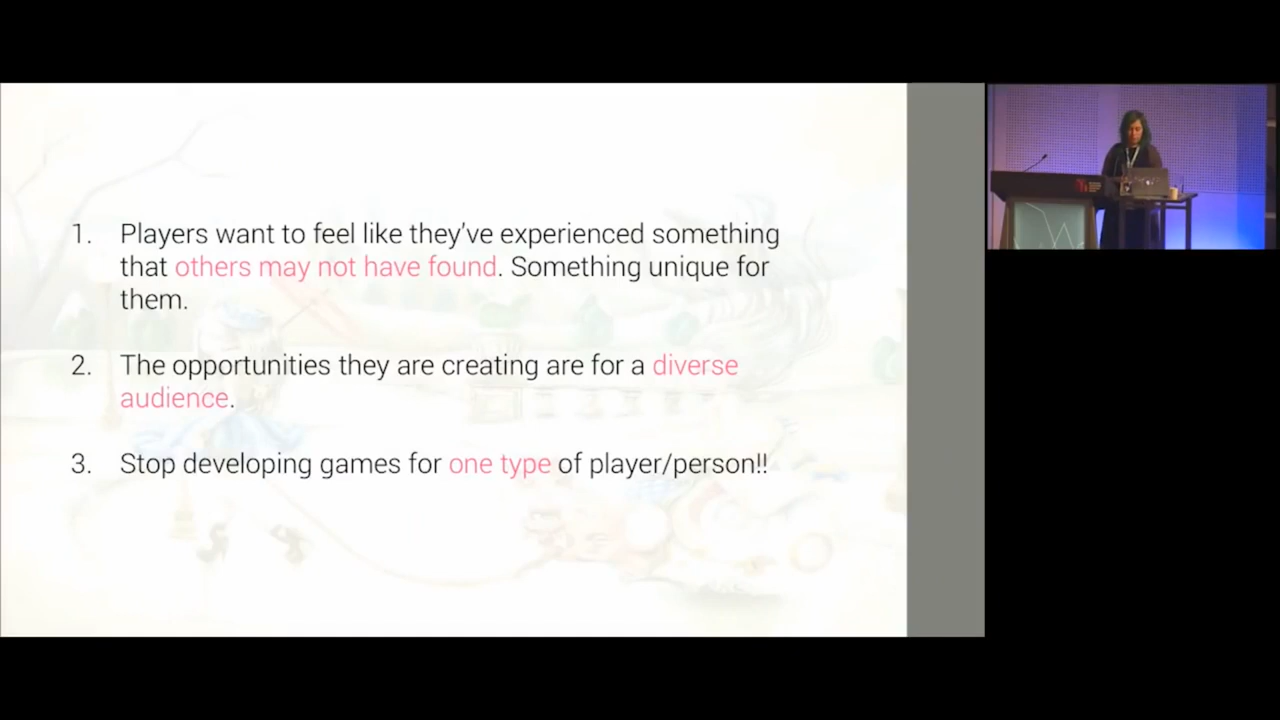 1. Players want to feel like they've experienced something
that others may not have found. Something unique for
them.
2. The opportunities they are creating are for a diverse
audience.
3. Stop developing games for one type of player/person!!